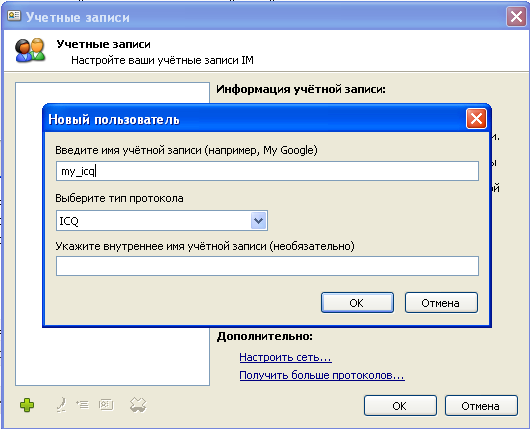 Учетные записи
Учетные записи
Настройте ваши учётные записи IM
Информация учётной записи:
Новый пользователь
Введите имя учётной записи (например, My Google)
my_icq
Выберите тип протокола
ICQ
Укажите внутреннее имя учётной записи (необязательно)
OK
Отмена
Дополнительно:
Настроить сеть...
Получить больше протоколов...
OK
Отмена